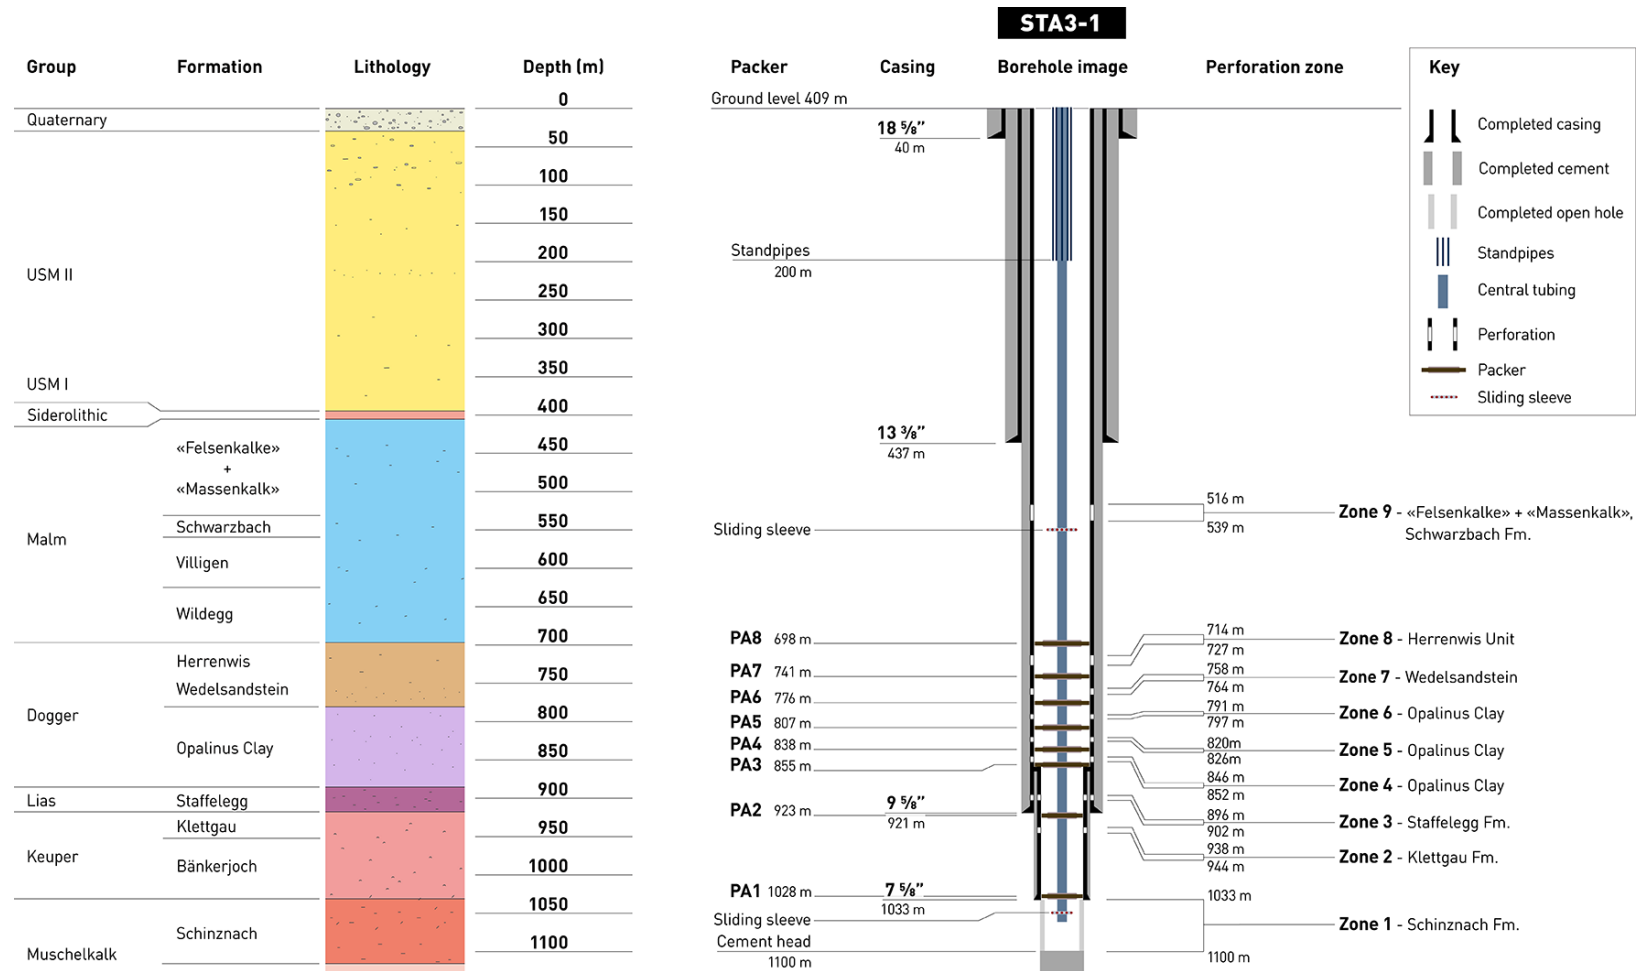 STA3-1
Group Formation Lithology Depth (m) Packer Casing Borehole image Perforation zone Key
0
Ground level 409 m
Quaternary
18 ⅝”
40 m
50
100
150
200
250
300
350
400
450
500
550
600
650
700
750
800
850
900
950
1000
1050
1100
USM II
USM I
Siderolithic
Malm
«Felsenkalke»
+
«Massenkalk»
Schwarzbach
Villigen
Wildegg
Dogger
Herrenwis
Wedelsandstein
Opalinus Clay
Lias
Staffelegg
Keuper
Klettgau
Bänkerjoch
Muschelkalk
Schinznach
Standpipes
200 m
13 ⅜”
437 m
Sliding sleeve
PA8 698 m
PA7 741 m
PA6 776 m
PA5 807 m
PA4 838 m
PA3 855 m
PA2 923 m
9 ⅝”
921 m
PA1 1028 m
7 ⅝”
1033 m
Sliding sleeve
Cement head
1100 m
516 m
539 m
Zone 9 - «Felsenkalke» + «Massenkalk»,
Schwarzbach Fm.
714 m
727 m
Zone 8 - Herrenwis Unit
758 m
764 m
Zone 7 - Wedelsandstein
791 m
797 m
Zone 6 - Opalinus Clay
820m
826m
Zone 5 - Opalinus Clay
846 m
852 m
Zone 4 - Opalinus Clay
896 m
902 m
Zone 3 - Staffelegg Fm.
938 m
944 m
Zone 2 - Klettgau Fm.
1033 m
1100 m
Zone 1 - Schinznach Fm.
Completed casing
Completed cement
Completed open hole
Standpipes
Central tubing
Perforation
Packer
Sliding sleeve